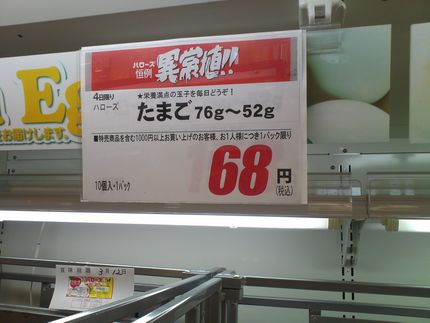 ハローズ
恒例 異常値!!
4日限り
ハローズ
★栄養満点の玉子を毎日どうぞ!
たまご 76g〜52g
■特売商品を含む1000円以上お買い上げのお客様、お1人様につき1パック限り
68円
(税込)
10個入・1パック
Eg
お届けします。
賞味期限 3月12日